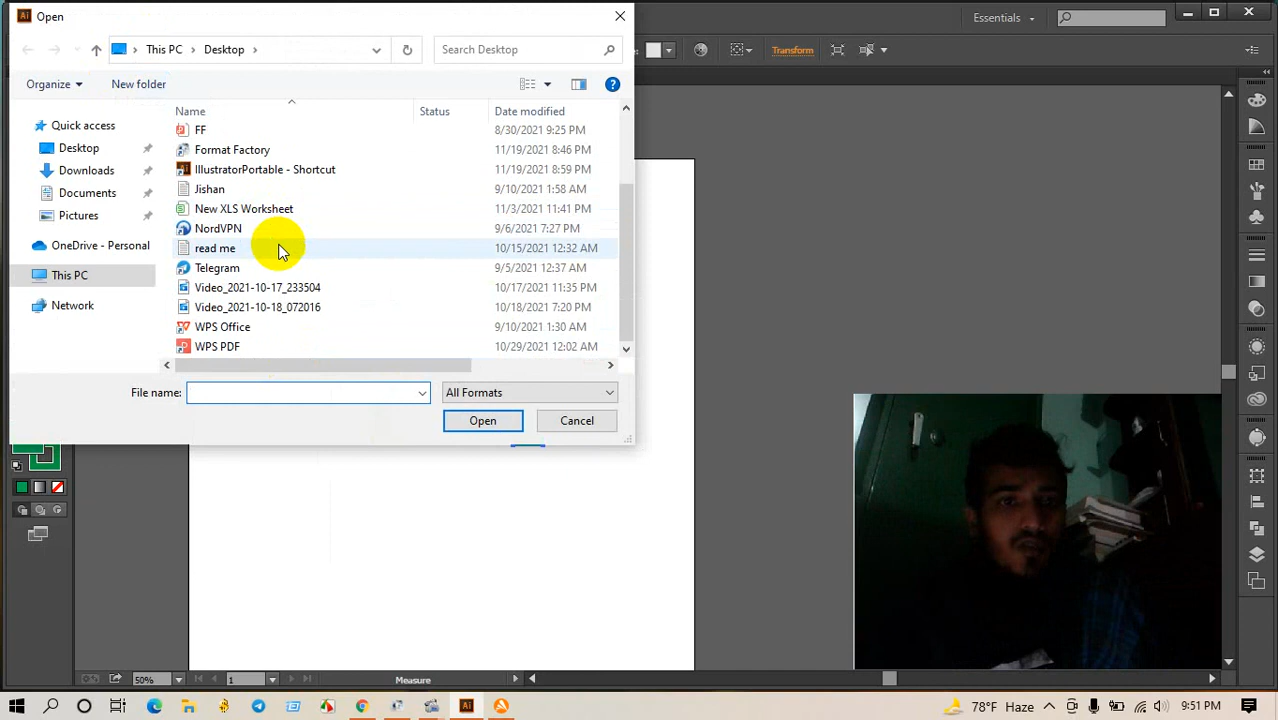 Ai Open
Essentials
This PC > Desktop >
Search Desktop
Transform
Organize
New folder
Name
Status
Date modified
Quick access
FF
8/30/2021 9:25 PM
Desktop
Format Factory
11/19/2021 8:46 PM
Downloads
IllustratorPortable - Shortcut
11/19/2021 8:59 PM
Documents
Jishan
9/10/2021 1:58 AM
Pictures
New XLS Worksheet
11/3/2021 11:41 PM
NordVPN
9/6/2021 7:27 PM
OneDrive - Personal
read me
10/15/2021 12:32 AM
This PC
Telegram
9/5/2021 12:37 AM
Network
Video_2021-10-17_233504
10/17/2021 11:35 PM
Video_2021-10-18_072016
10/18/2021 7:20 PM
WPS Office
9/10/2021 1:30 AM
WPS PDF
10/29/2021 12:02 AM
File name:
All Formats
Open
Cancel
50%
1
Measure
Ai
78°F Haze
9:51 PM